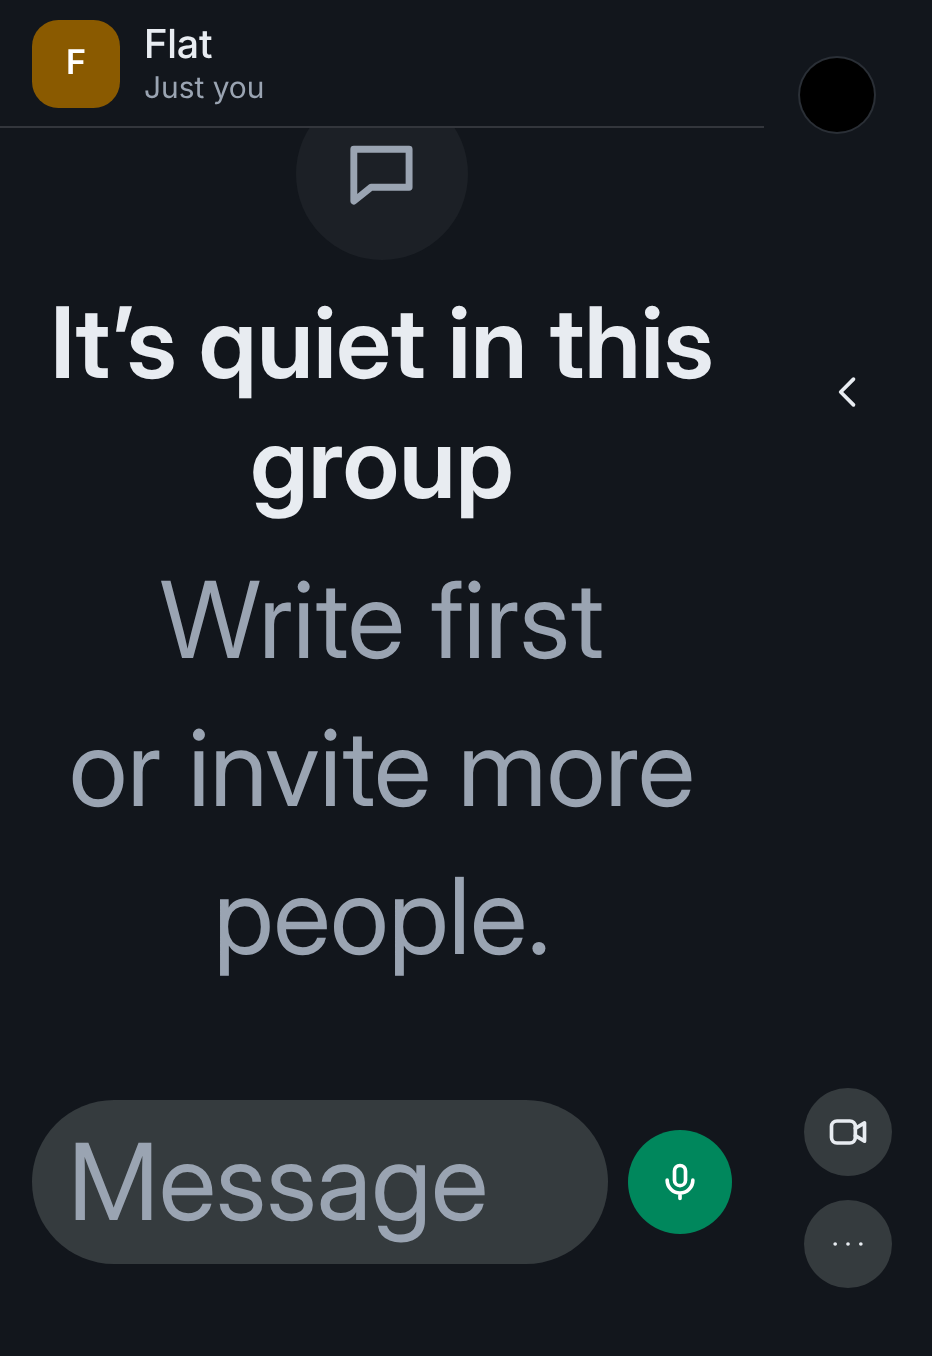 F
Flat
Just you
It’s quiet in this
group
Write first
or invite more
people.
Message